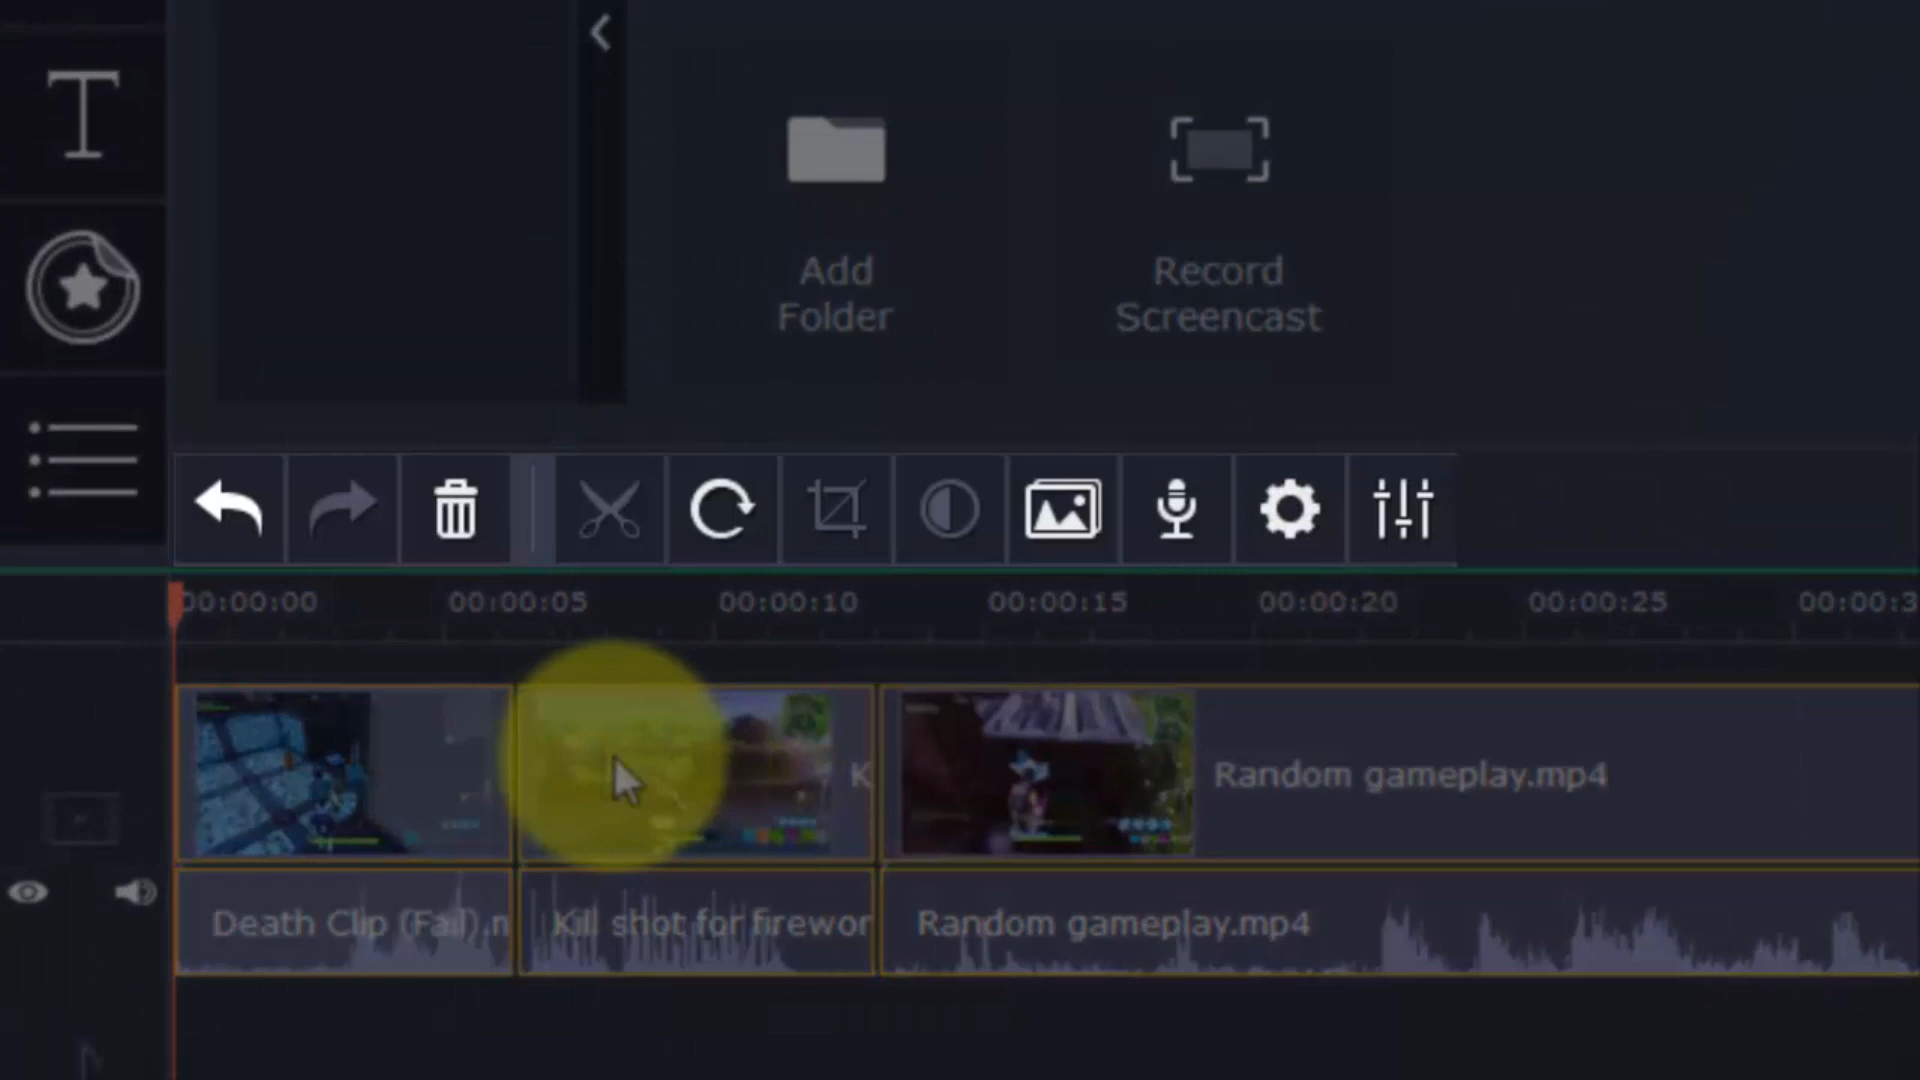 T
Add
Folder
Record
Screencast
00:00:00
00:00:05
00:00:10
00:00:15
00:00:20
00:00:25
00:00:3
K
Random gameplay.mp4
Death Clip (Fail).n
Kill shot for firewor
Random gameplay.mp4